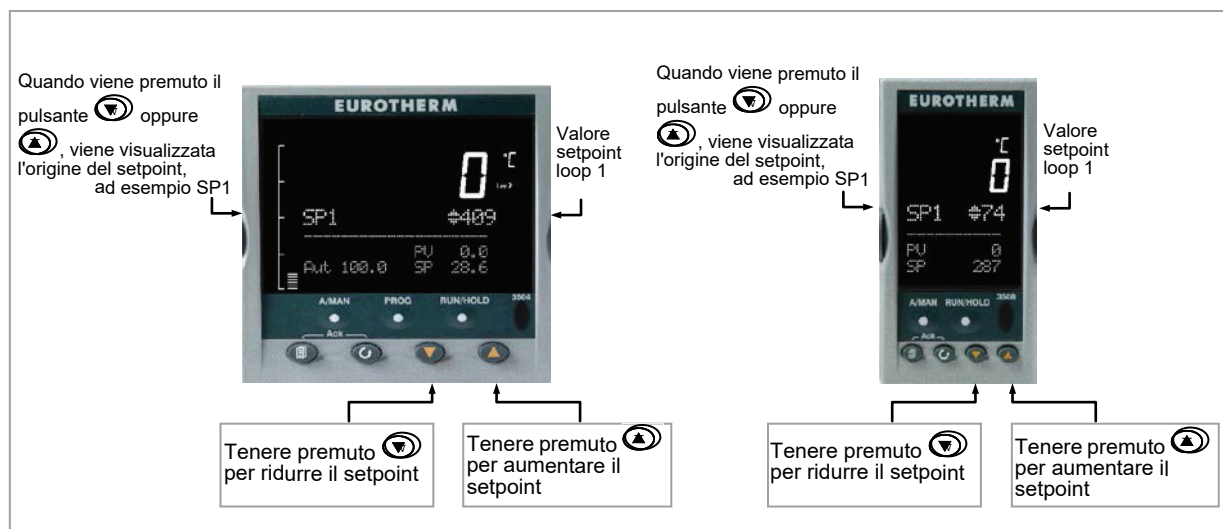 Quando viene premuto il
pulsante oppure
, viene visualizzata
l'origine del setpoint,
ad esempio SP1
EUROTHERM
0 °C
SP1 409
PV 0.0
Aut 100.0 SP 28.6
A/MAN PROG RUN/HOLD 3504
Ack
Valore
setpoint
loop 1
Tenere premuto
per ridurre il setpoint
Tenere premuto
per aumentare il
setpoint
Quando viene premuto il
pulsante oppure
, viene visualizzata
l'origine del setpoint,
ad esempio SP1
EUROTHERM
°C
0
SP1 74
PV 0
SP 287
A/MAN RUN/HOLD 3508
Ack
Valore
setpoint
loop 1
Tenere premuto
per ridurre il setpoint
Tenere premuto
per aumentare il
setpoint